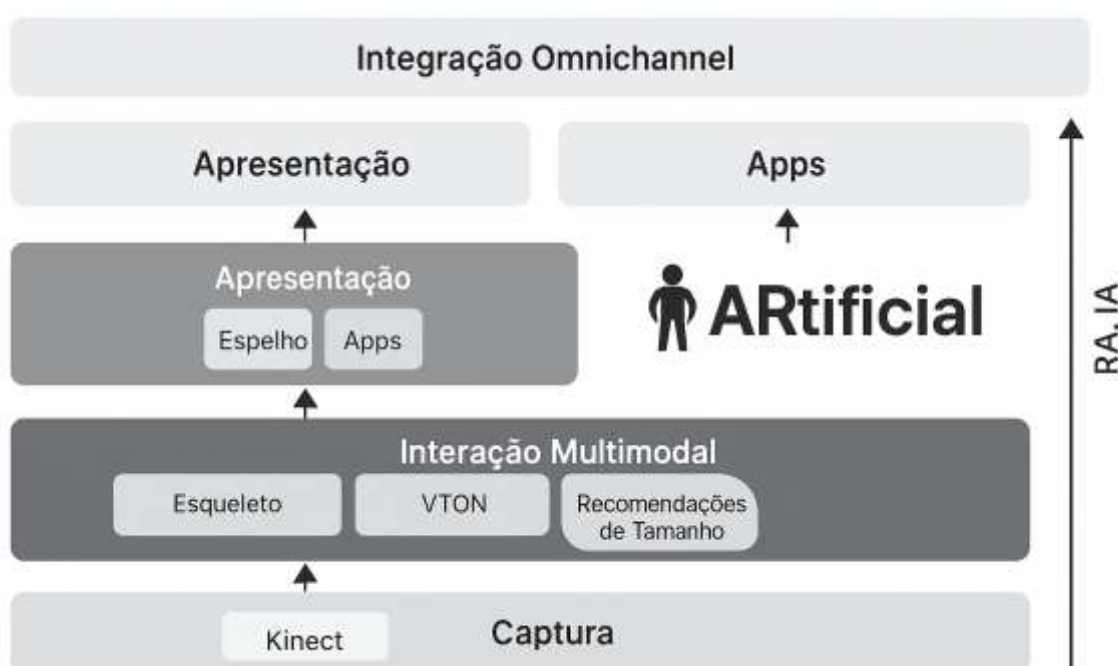 Integração Omnichannel
Apresentação
Apps
Apresentação
Espelho
Apps
ARtificial
RA, IA
Interação Multimodal
Esqueleto
VTON
Recomendações
de Tamanho
Kinect
Captura